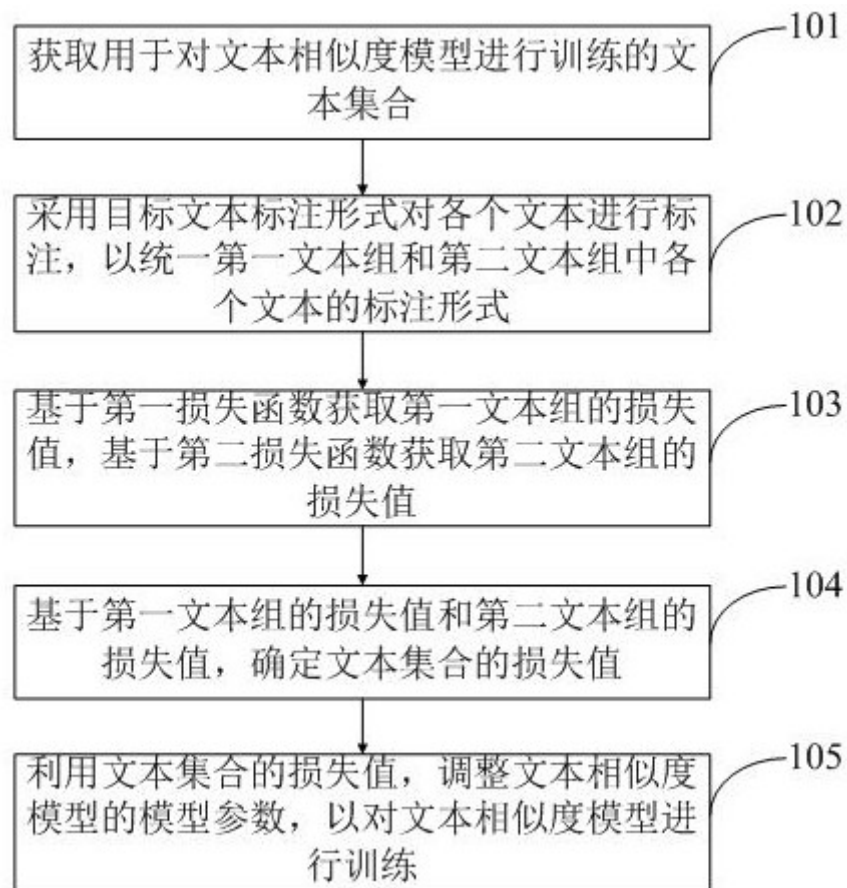 获取用于对文本相似度模型进行训练的文
本集合
101
采用目标文本标注形式对各个文本进行标
注，以统一第一文本组和第二文本组中各
个文本的标注形式
102
基于第一损失函数获取第一文本组的损失
值，基于第二损失函数获取第二文本组的
损失值
103
基于第一文本组的损失值和第二文本组的
损失值，确定文本集合的损失值
104
利用文本集合的损失值，调整文本相似度
模型的模型参数，以对文本相似度模型进
行训练
105